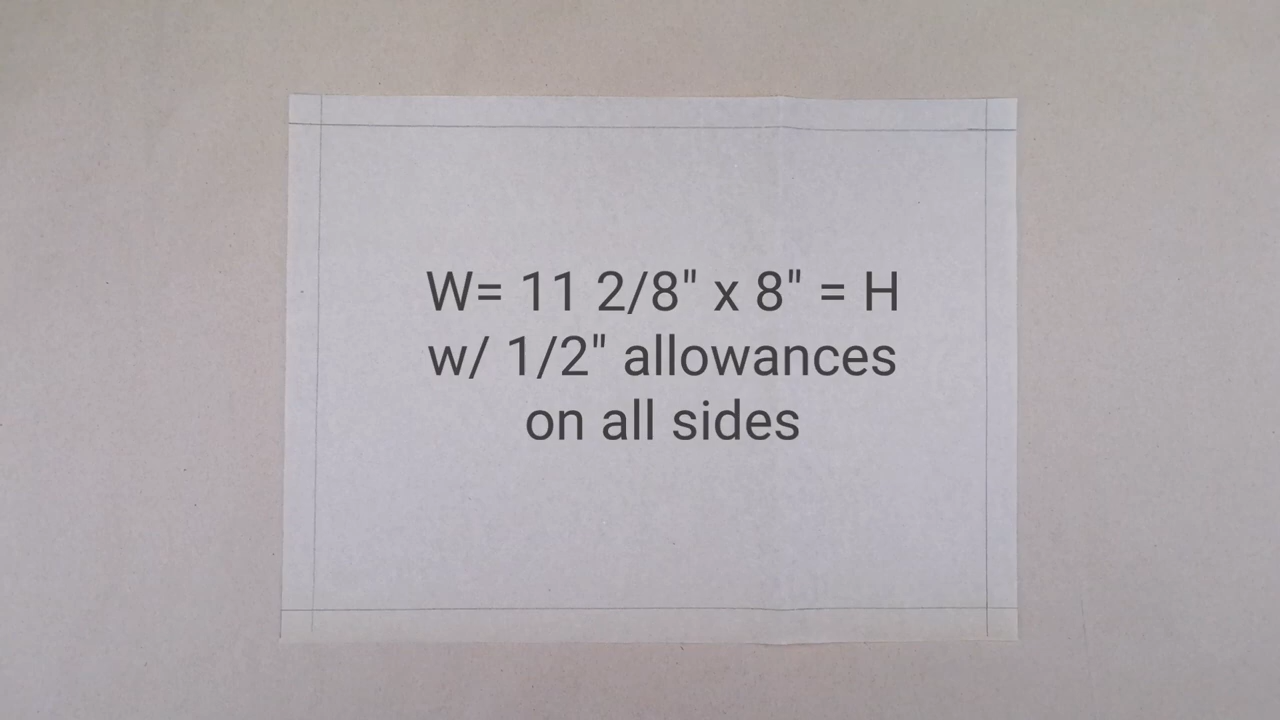 W= 11 2/8" x 8" = H
w/ 1/2" allowances
on all sides